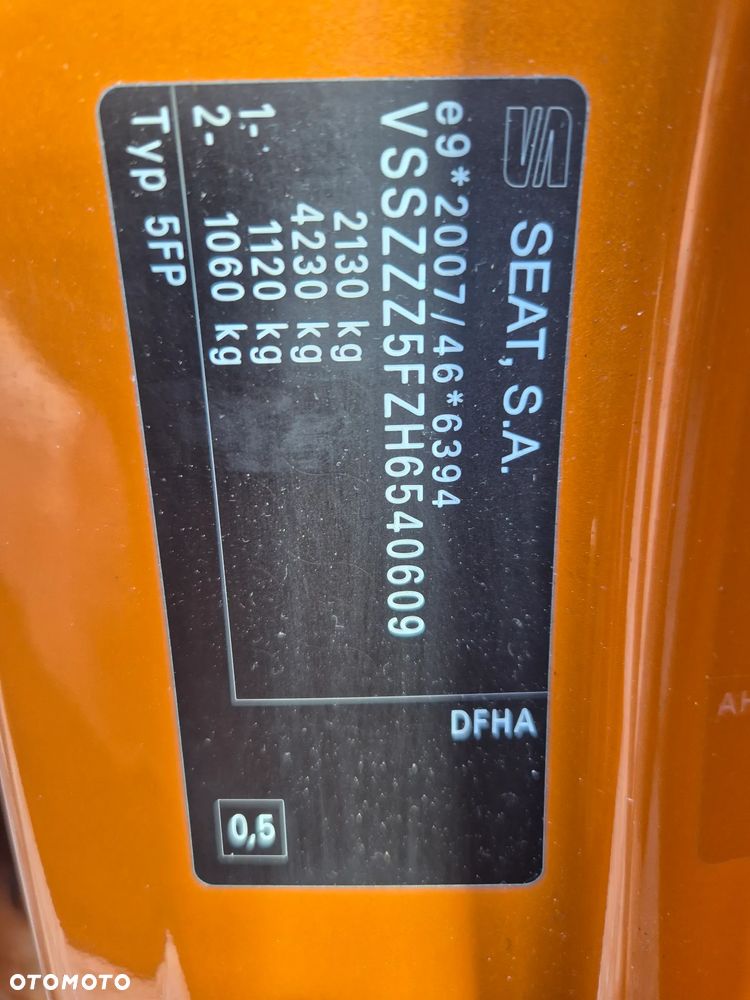 SEAT, S.A.
e9*2007/46*6394
VSSZZZ5FZH6540609
2130 kg
4230 kg
1- 1120 kg
2- 1060 kg
Typ 5FP
DFHA
0,5
OTOMOTO